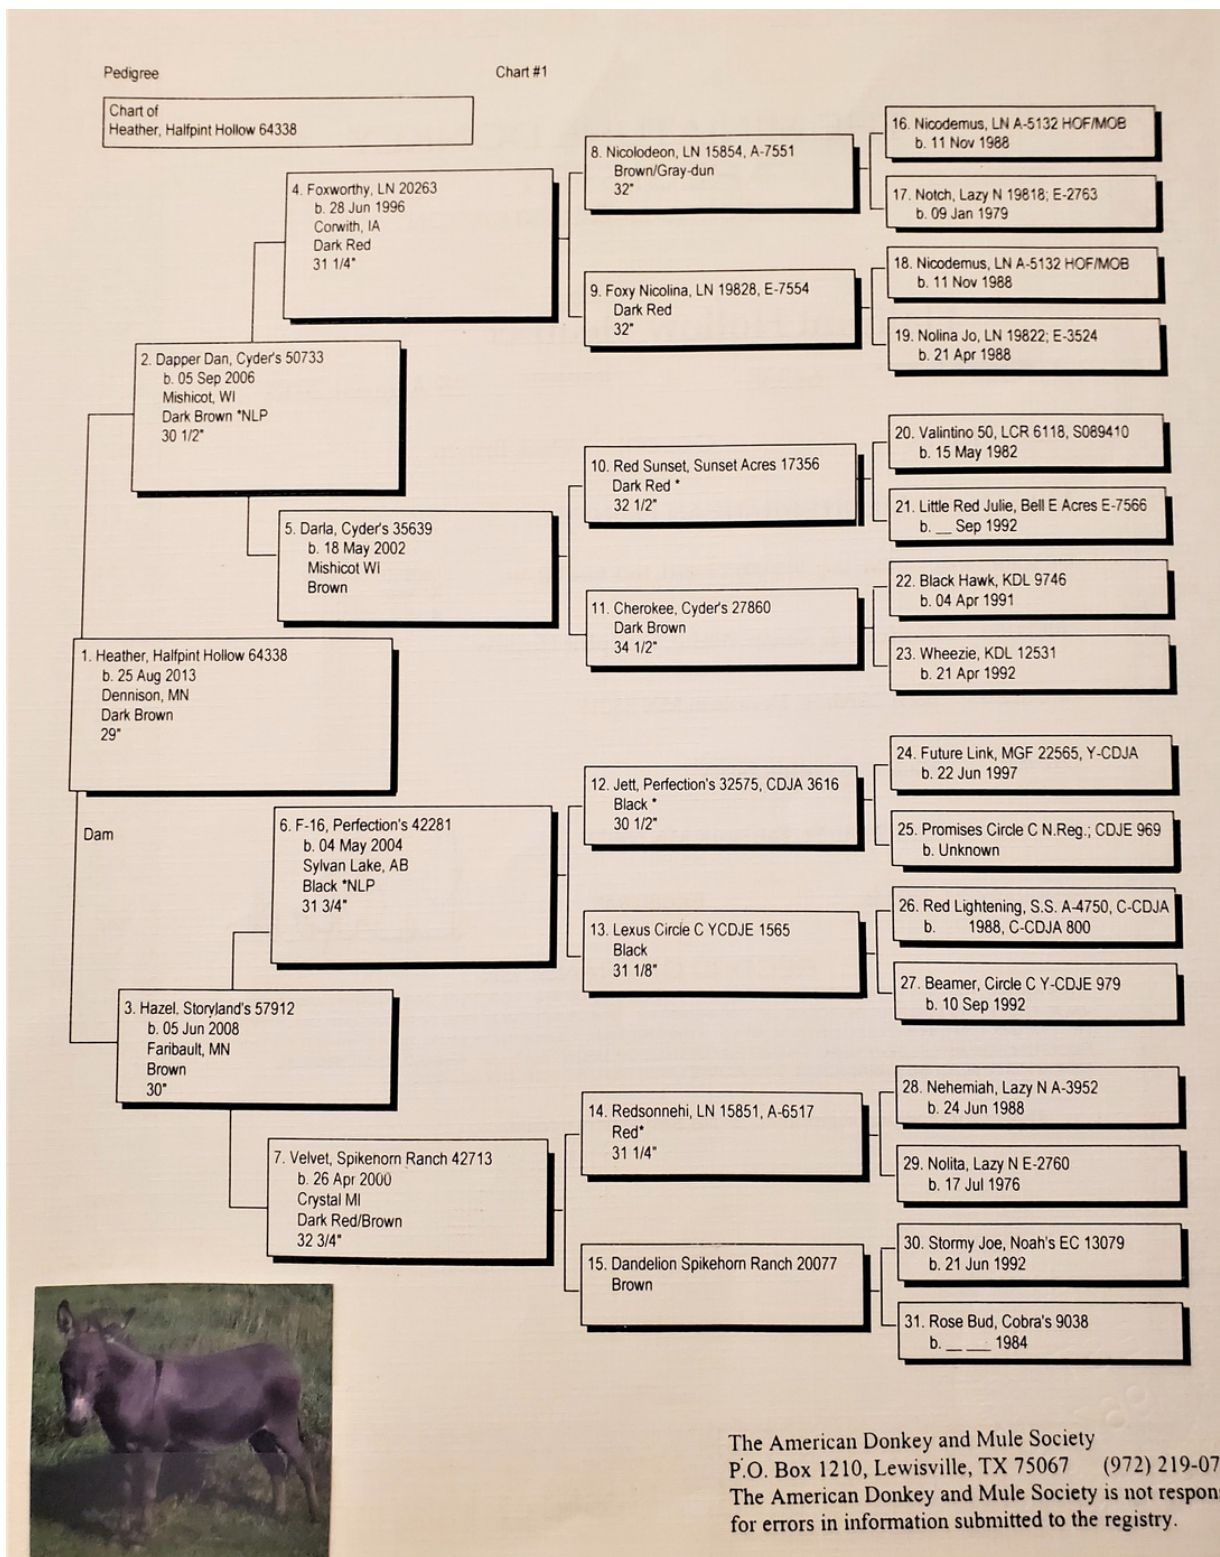 Pedigree
Chart #1
Chart of
Heather, Halfpint Hollow 64338
1. Heather, Halfpint Hollow 64338
b. 25 Aug 2013
Dennison, MN
Dark Brown
29"
Dam
2. Dapper Dan, Cyder's 50733
b. 05 Sep 2006
Mishicot, WI
Dark Brown *NLP
30 1/2"
3. Hazel, Storyland's 57912
b. 05 Jun 2008
Faribault, MN
Brown
30"
4. Foxworthy, LN 20263
b. 28 Jun 1996
Corwith, IA
Dark Red
31 1/4"
5. Darla, Cyder's 35639
b. 18 May 2002
Mishicot WI
Brown
6. F-16, Perfection's 42281
b. 04 May 2004
Sylvan Lake, AB
Black *NLP
31 3/4"
7. Velvet, Spikehorn Ranch 42713
b. 26 Apr 2000
Crystal MI
Dark Red/Brown
32 3/4"
8. Nicolodeon, LN 15854, A-7551
Brown/Gray-dun
32"
9. Foxy Nicolina, LN 19828, E-7554
Dark Red
32"
10. Red Sunset, Sunset Acres 17356
Dark Red *
32 1/2"
11. Cherokee, Cyder's 27860
Dark Brown
34 1/2"
12. Jett, Perfection's 32575, CDJA 3616
Black *
30 1/2"
13. Lexus Circle C YCDJE 1565
Black
31 1/8"
14. Redsonnehi, LN 15851, A-6517
Red*
31 1/4"
15. Dandelion Spikehorn Ranch 20077
Brown
16. Nicodemus, LN A-5132 HOF/MOB
b. 11 Nov 1988
17. Notch, Lazy N 19818; E-2763
b. 09 Jan 1979
18. Nicodemus, LN A-5132 HOF/MOB
b. 11 Nov 1988
19. Nolina Jo, LN 19822; E-3524
b. 21 Apr 1988
20. Valintino 50, LCR 6118, S089410
b. 15 May 1982
21. Little Red Julie, Bell E Acres E-7566
b. __ Sep 1992
22. Black Hawk, KDL 9746
b. 04 Apr 1991
23. Wheezie, KDL 12531
b. 21 Apr 1992
24. Future Link, MGF 22565, Y-CDJA
b. 22 Jun 1997
25. Promises Circle C N.Reg.; CDJE 969
b. Unknown
26. Red Lightening, S.S. A-4750, C-CDJA
b. 1988, C-CDJA 800
27. Beamer, Circle C Y-CDJE 979
b. 10 Sep 1992
28. Nehemiah, Lazy N A-3952
b. 24 Jun 1988
29. Nolita, Lazy N E-2760
b. 17 Jul 1976
30. Stormy Joe, Noah's EC 13079
b. 21 Jun 1992
31. Rose Bud, Cobra's 9038
b. __ ___ 1984
The American Donkey and Mule Society
P.O. Box 1210, Lewisville, TX 75067 (972) 219-07
The American Donkey and Mule Society is not respon
for errors in information submitted to the registry.